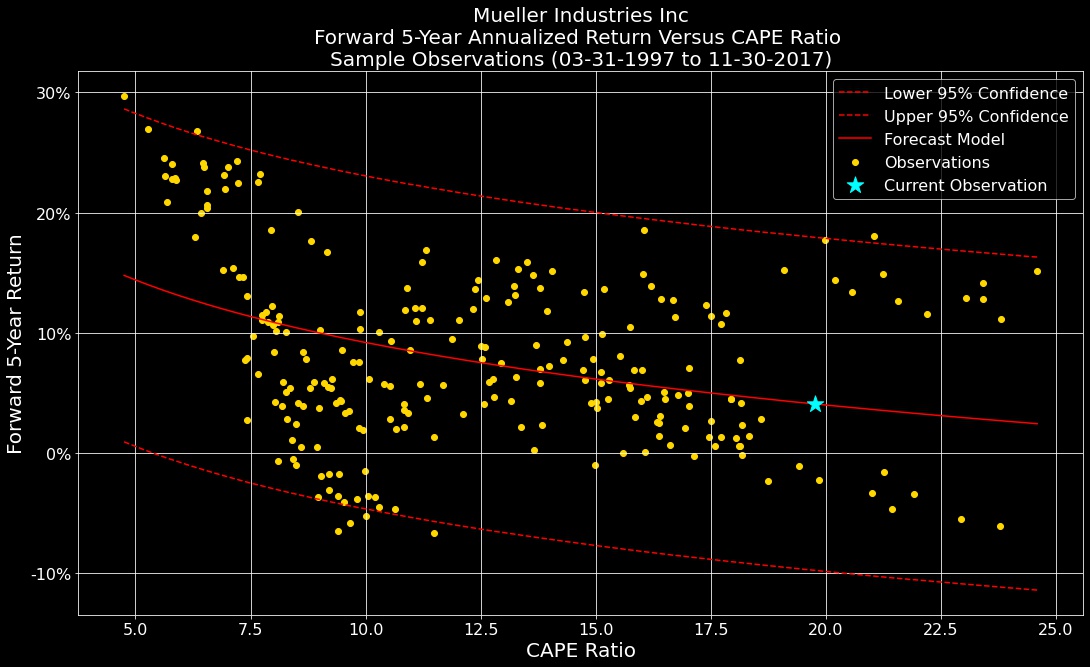 Mueller Industries Inc
Forward 5-Year Annualized Return Versus CAPE Ratio
Sample Observations (03-31-1997 to 11-30-2017)
Lower 95% Confidence
Upper 95% Confidence
Forecast Model
Observations
Current Observation
Forward 5-Year Return
30%
20%
10%
0%
-10%
5.0 7.5 10.0 12.5 15.0 17.5 20.0 22.5 25.0
CAPE Ratio